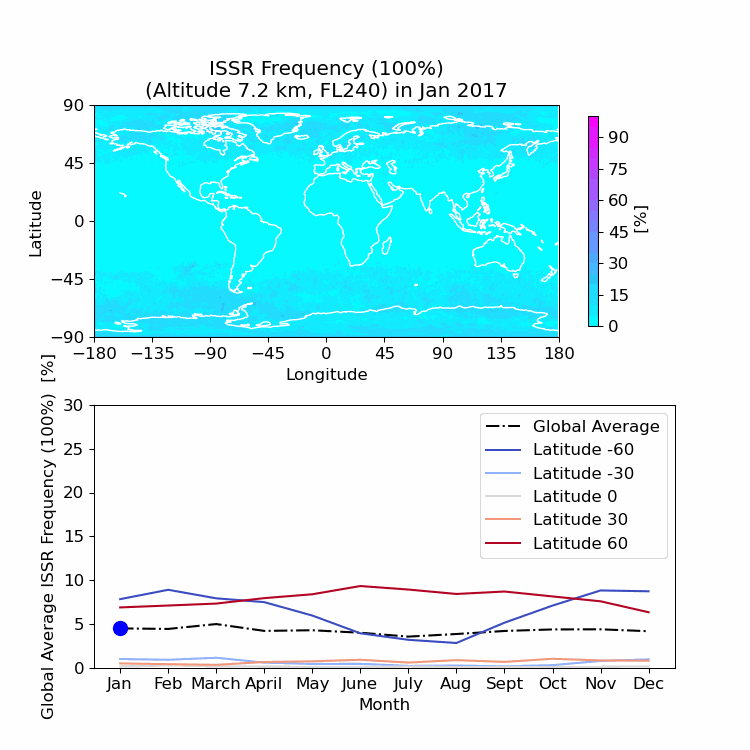 ISSR Frequency (100%)
(Altitude 7.2 km, FL240) in Jan 2017
90
45
0
−45
−90
Latitude
−180 −135 −90 −45 0 45 90 135 180
Longitude
90
75
60
45
30
15
0
[%]
30
25
20
15
10
5
0
Global Average ISSR Frequency (100%) [%]
Global Average
Latitude -60
Latitude -30
Latitude 0
Latitude 30
Latitude 60
Jan Feb March April May June July Aug Sept Oct Nov Dec
Month